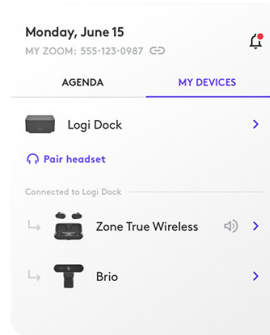 Monday, June 15
MY ZOOM: 555-123-0987
AGENDA
MY DEVICES
Logi Dock
Pair headset
Connected to Logi Dock
Zone True Wireless
Brio